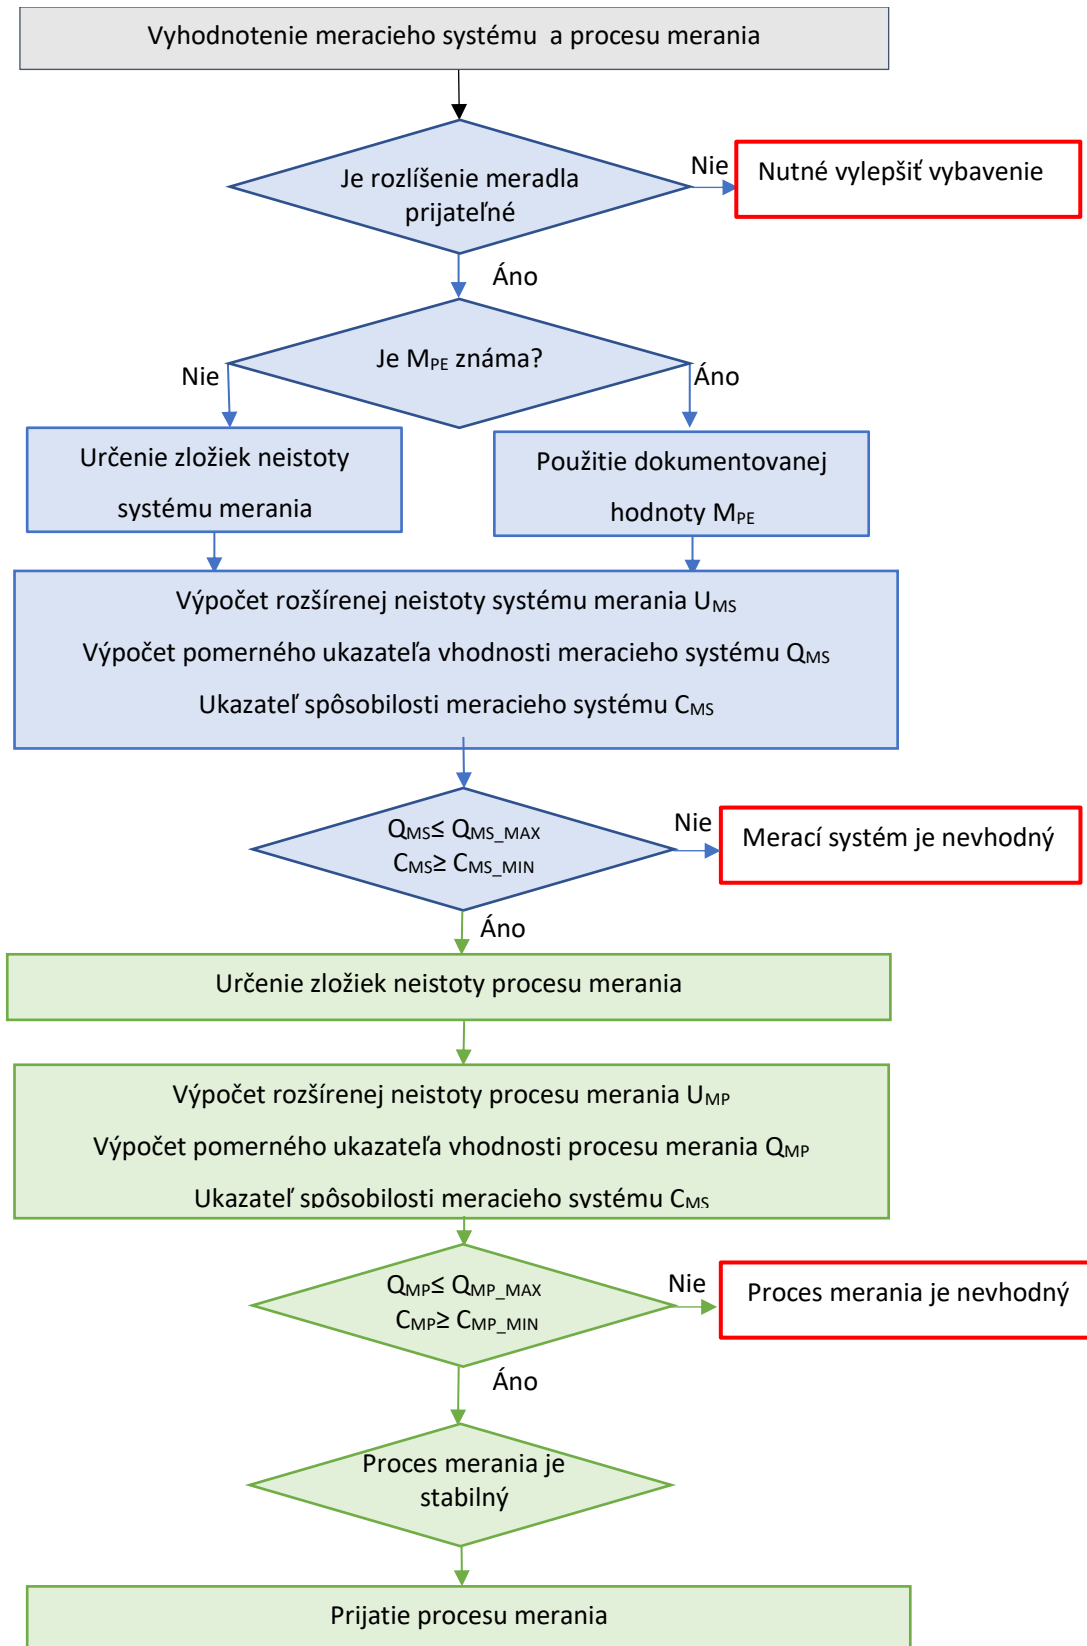 Vyhodnotenie meracieho systému a procesu merania
Je rozlíšenie meradla
prijateľné
Nie
Nutné vylepšiť vybavenie
Áno
Je MPE známa?
Nie
Áno
Určenie zložiek neistoty
systému merania
Použitie dokumentovanej
hodnoty MPE
Výpočet rozšírenej neistoty systému merania UMS
Výpočet pomerného ukazateľa vhodnosti meracieho systému QMS
Ukazateľ spôsobilosti meracieho systému CMS
QMS≤ QMS_MAX
CMS≥ CMS_MIN
Nie
Merací systém je nevhodný
Áno
Určenie zložiek neistoty procesu merania
Výpočet rozšírenej neistoty procesu merania UMP
Výpočet pomerného ukazateľa vhodnosti procesu merania QMP
Ukazateľ spôsobilosti meracieho systému CMS
QMP≤ QMP_MAX
CMP≥ CMP_MIN
Nie
Proces merania je nevhodný
Áno
Proces merania je
stabilný
Prijatie procesu merania